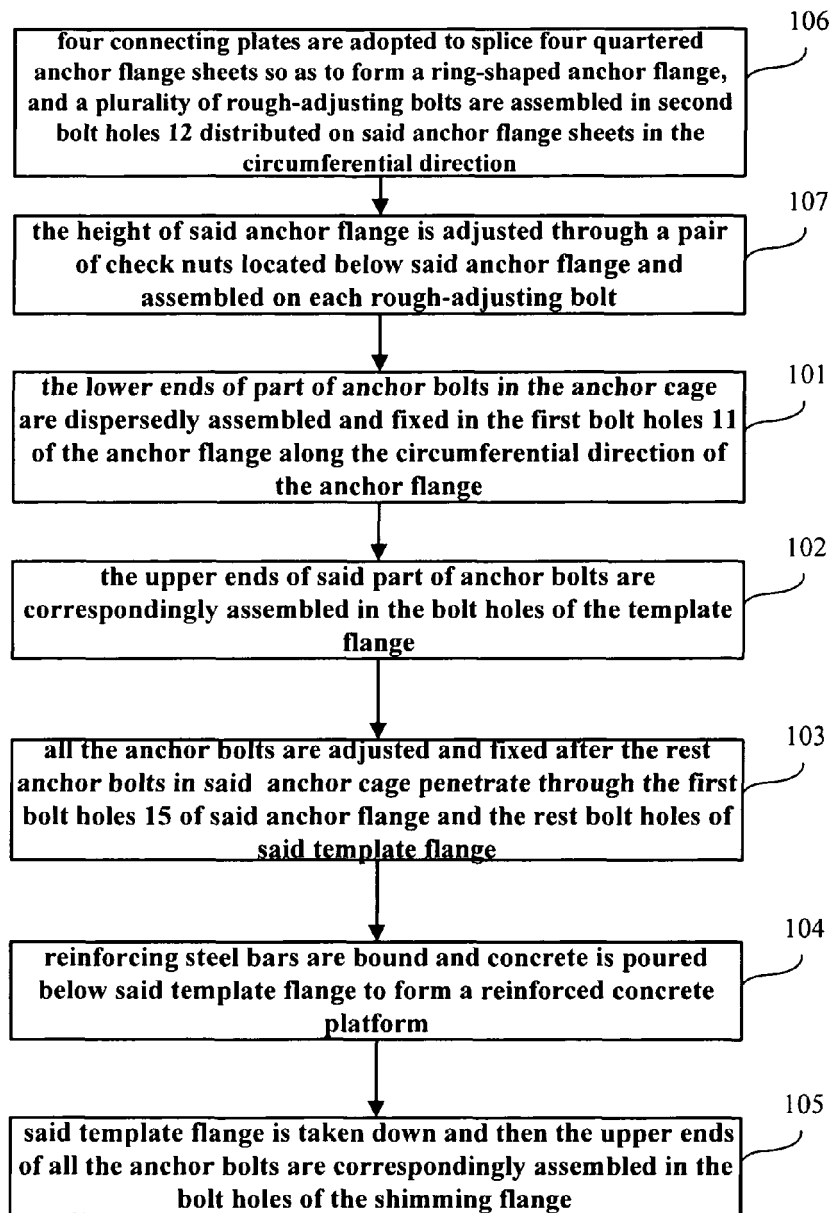 106
four connecting plates are adopted to splice four quartered
anchor flange sheets so as to form a ring-shaped anchor flange,
and a plurality of rough-adjusting bolts are assembled in second
bolt holes 12 distributed on said anchor flange sheets in the
circumferential direction
107
the height of said anchor flange is adjusted through a pair
of check nuts located below said anchor flange and
assembled on each rough-adjusting bolt
101
the lower ends of part of anchor bolts in the anchor cage
are dispersedly assembled and fixed in the first bolt holes 11
of the anchor flange along the circumferential direction of
the anchor flange
102
the upper ends of said part of anchor bolts are
correspondingly assembled in the bolt holes of the template
flange
103
all the anchor bolts are adjusted and fixed after the rest
anchor bolts in said anchor cage penetrate through the first
bolt holes 15 of said anchor flange and the rest bolt holes of
said template flange
104
reinforcing steel bars are bound and concrete is poured
below said template flange to form a reinforced concrete
platform
105
said template flange is taken down and then the upper ends
of all the anchor bolts are correspondingly assembled in the
bolt holes of the shimming flange